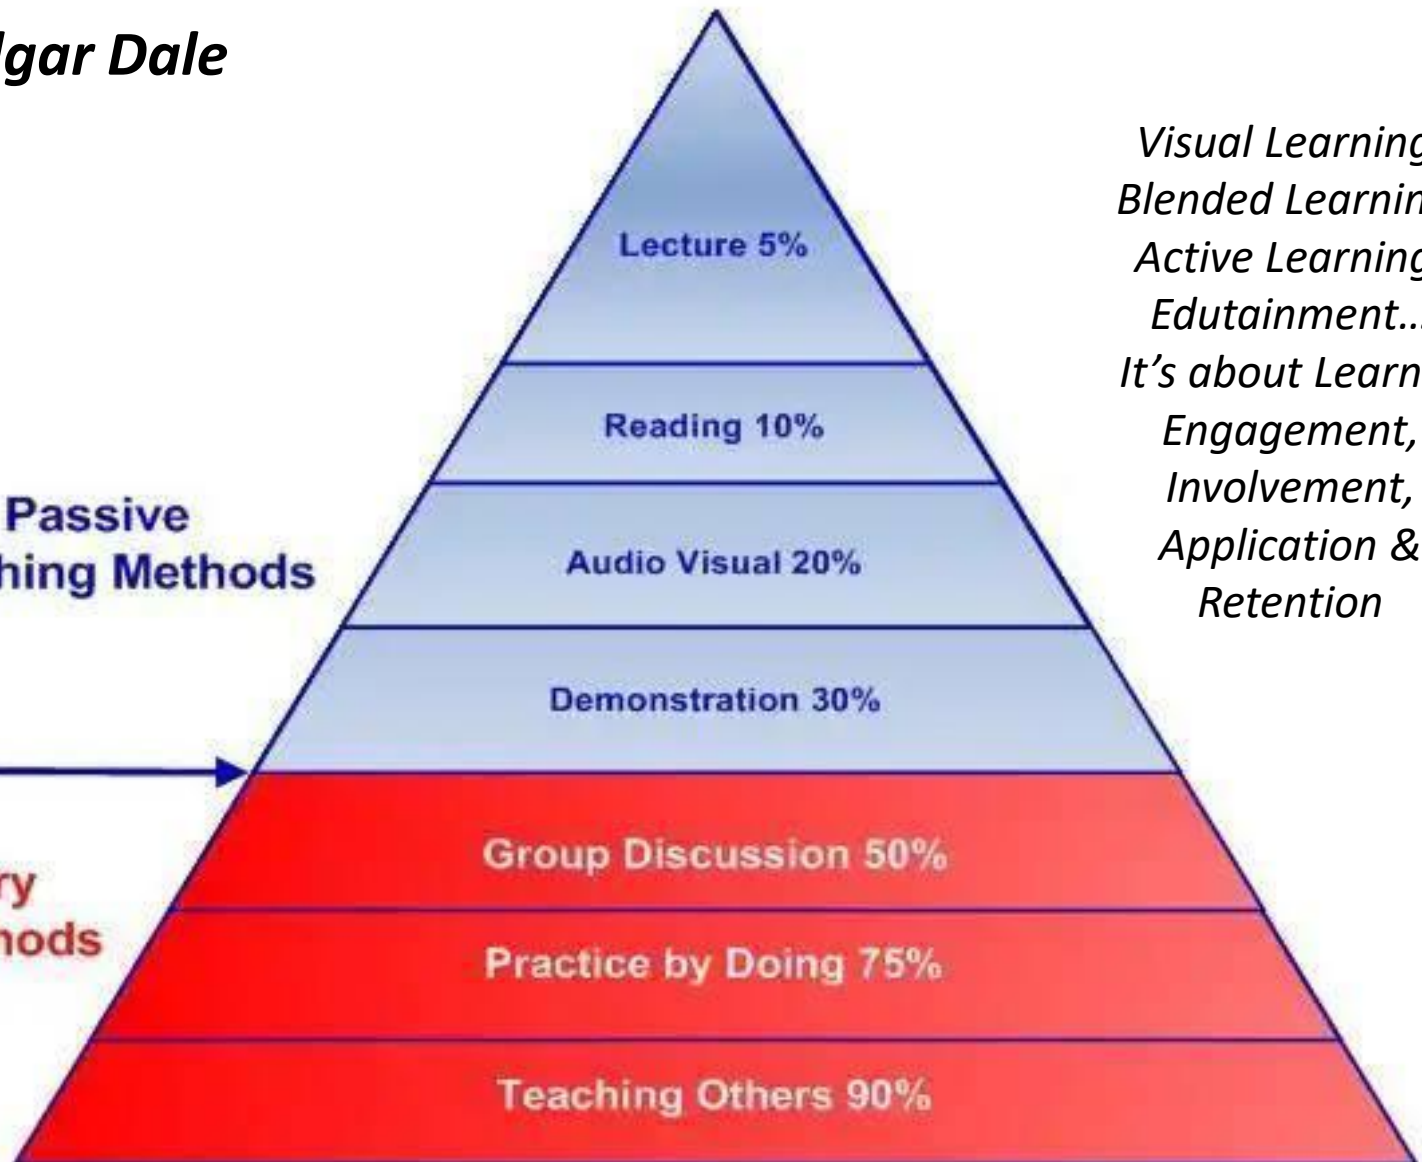 lgar Dale
Visual Learning
Blended Learnin
Active Learning
Edutainment...
It's about Learn
Engagement,
Involvement,
Application &
Retention
Lecture 5%
Reading 10%
Audio Visual 20%
Demonstration 30%
Passive
hing Methods
Group Discussion 50%
Practice by Doing 75%
Teaching Others 90%
ry
hods